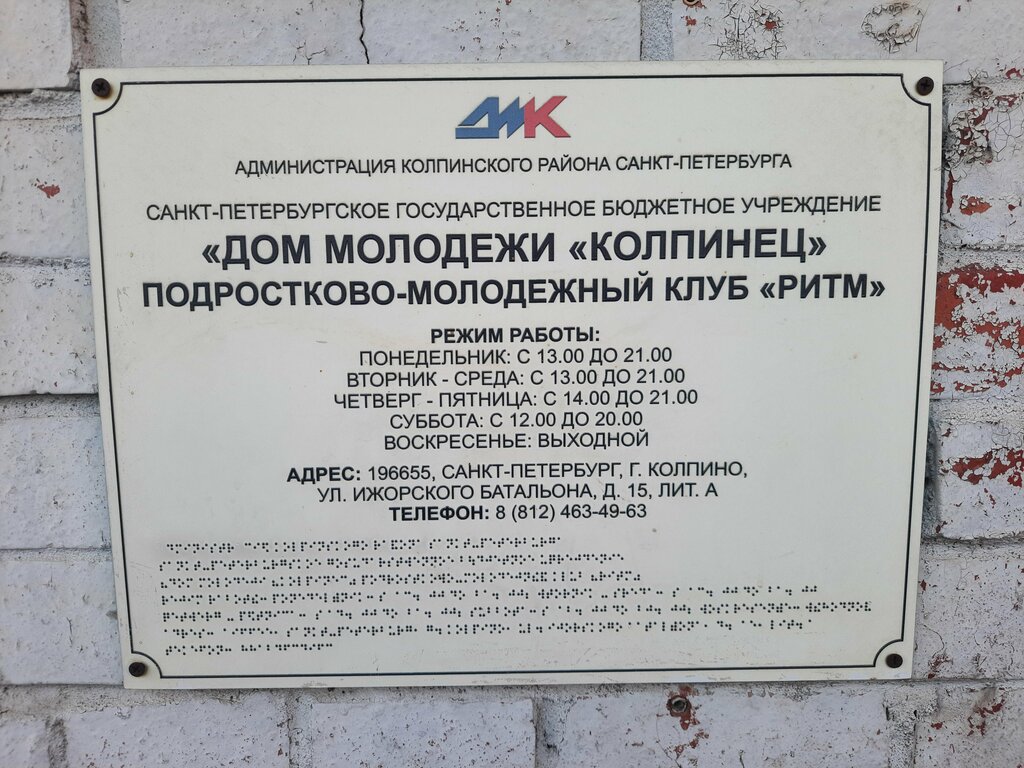 ДМК
АДМИНИСТРАЦИЯ КОЛПИНСКОГО РАЙОНА САНКТ-ПЕТЕРБУРГА
САНКТ-ПЕТЕРБУРГСКОЕ ГОСУДАРСТВЕННОЕ БЮДЖЕТНОЕ УЧРЕЖДЕНИЕ
«ДОМ МОЛОДЕЖИ «КОЛПИНЕЦ»
ПОДРОСТКОВО-МОЛОДЕЖНЫЙ КЛУБ «РИТМ»
РЕЖИМ РАБОТЫ:
ПОНЕДЕЛЬНИК: С 13.00 ДО 21.00
ВТОРНИК - СРЕДА: С 13.00 ДО 21.00
ЧЕТВЕРГ - ПЯТНИЦА: С 14.00 ДО 21.00
СУББОТА: С 12.00 ДО 20.00
ВОСКРЕСЕНЬЕ: ВЫХОДНОЙ
АДРЕС: 196655, САНКТ-ПЕТЕРБУРГ, Г. КОЛПИНО,
УЛ. ИЖОРСКОГО БАТАЛЬОНА, Д. 15, ЛИТ. А
ТЕЛЕФОН: 8 (812) 463-49-63